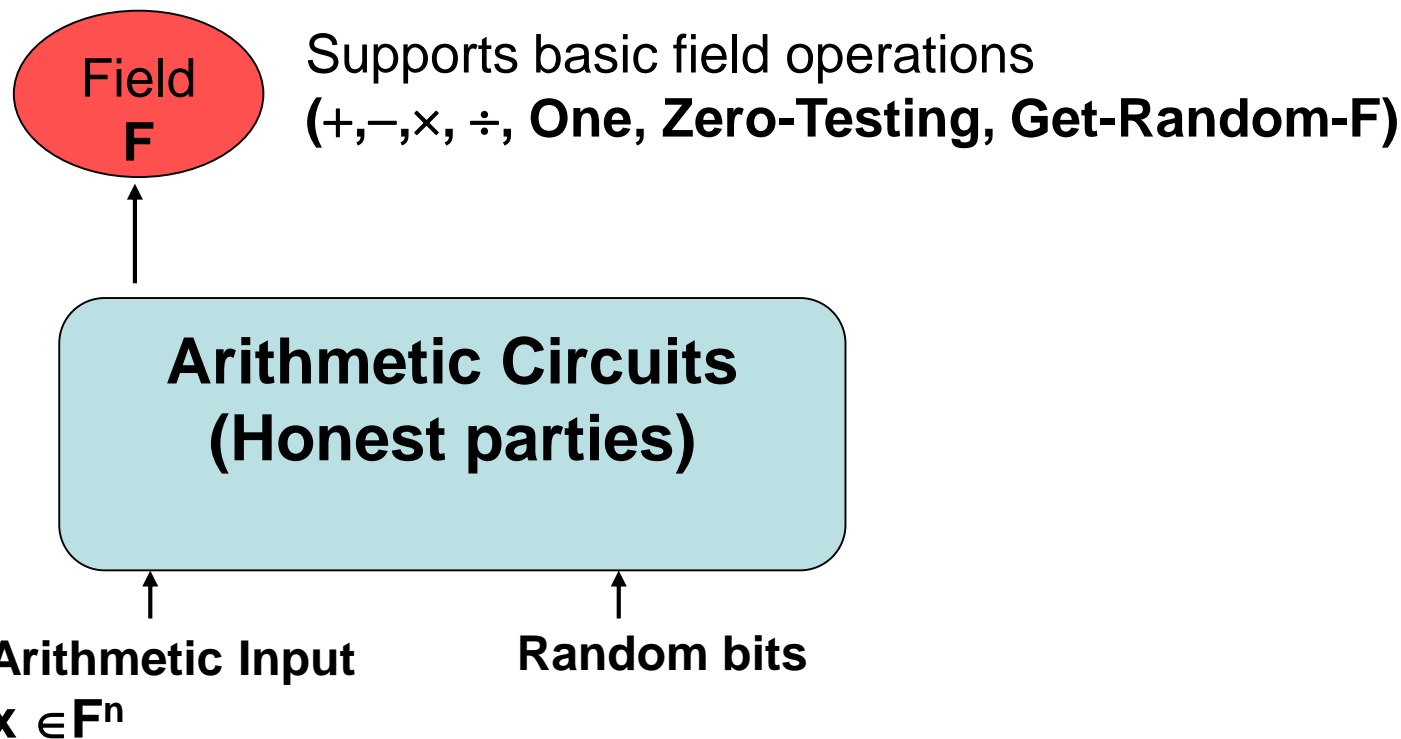 Field
F
Supports basic field operations
(+,−,×, ÷, One, Zero-Testing, Get-Random-F)
Arithmetic Circuits
(Honest parties)
Arithmetic Input
x ∈Fⁿ
Random bits